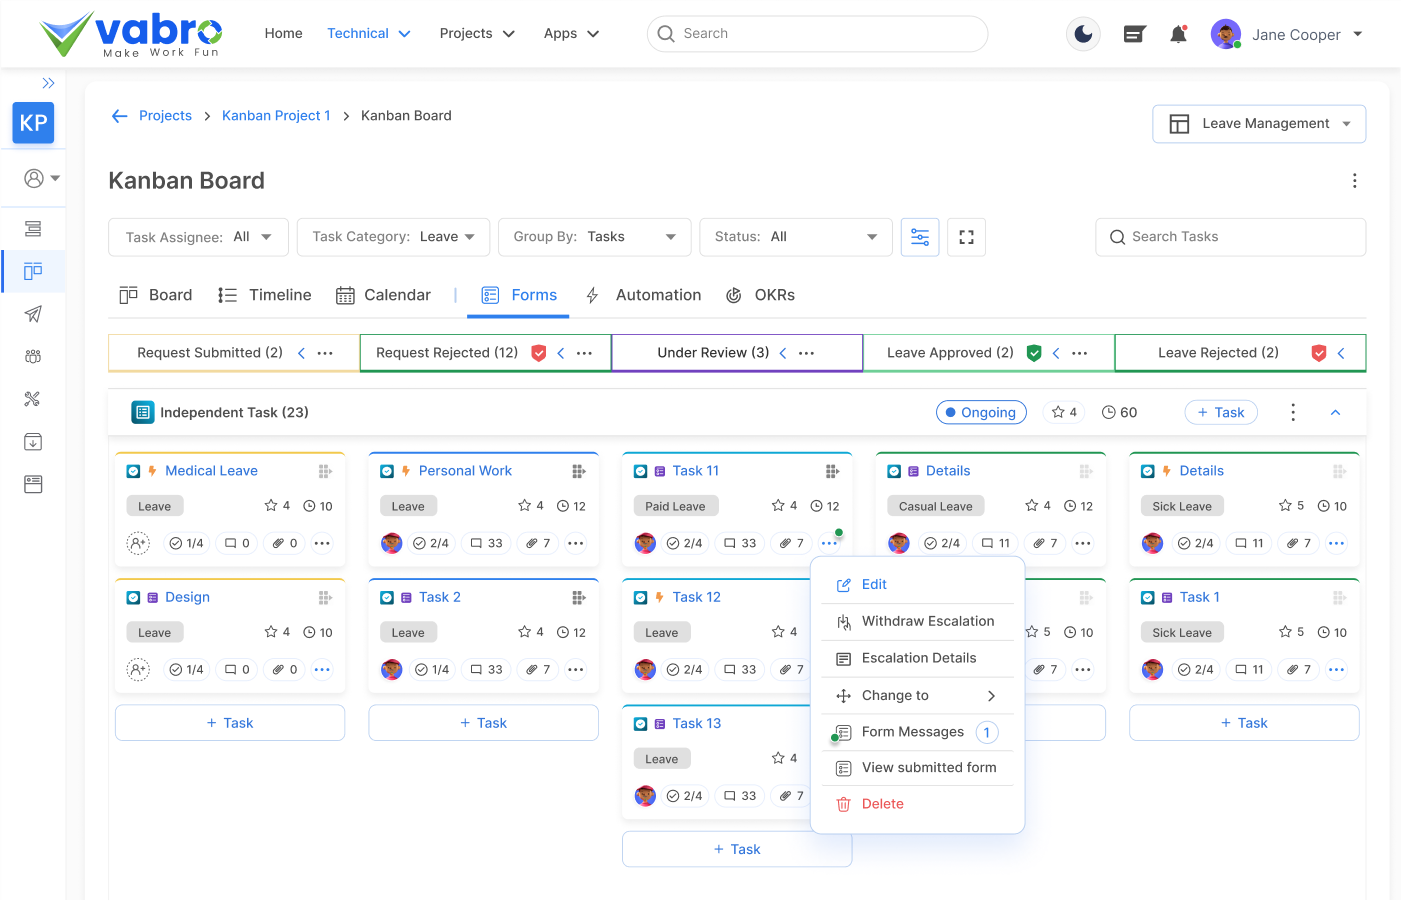 vabro
Make Work Fun
Home Technical Projects Apps Search Jane Cooper
KP
Projects > Kanban Project 1 > Kanban Board
Leave Management
Kanban Board
Task Assignee: All Task Category: Leave Group By: Tasks Status: All Search Tasks
Board Timeline Calendar | Forms Automation OKRs
Request Submitted (2) Request Rejected (12) Under Review (3) Leave Approved (2) Leave Rejected (2)
Independent Task (23) Ongoing 4 60 + Task
Medical Leave Personal Work Task 11 Details Details
Leave 4 10 Leave 4 12 Paid Leave 4 12 Casual Leave 4 12 Sick Leave 5 10
1/4 0 0 2/4 33 7 2/4 33 7 2/4 11 7 2/4 11 7
Edit
Design Task 2 Task 12 Task 1
Withdraw Escalation
Leave 4 10 Leave 4 12 Leave 4 5 10 Sick Leave 5 10
Escalation Details
1/4 0 0 1/4 33 7 2/4 33 7 7 2/4 11 7
Change to
+ Task + Task Task 13 + Task
Form Messages 1
Leave 4
View submitted form
2/4 33 7
Delete
+ Task